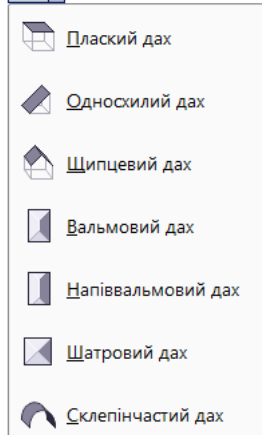 Плаский дах
Односхилий дах
Щипцевий дах
Вальмовий дах
Напіввальмовий дах
Шатровий дах
Склепінчастий дах